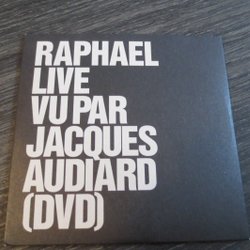 RAPHAEL
LIVE
VU PAR
JACQUES
AUDIARD
(DVD)